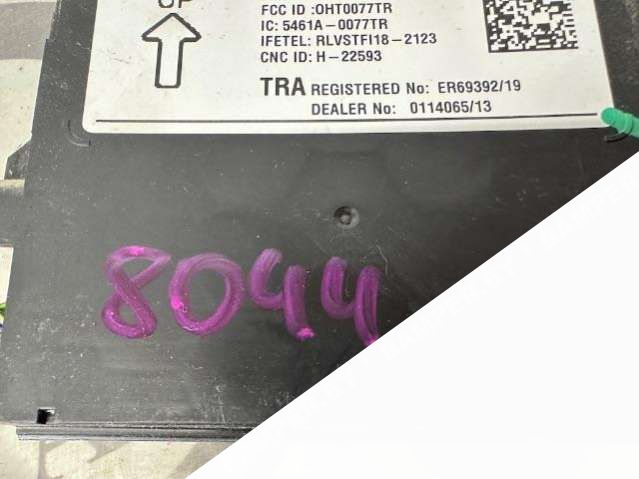 UP
FCC ID :OHT0077TR
IC: 5461A-0077TR
IFETEL: RLVSTFI18-2123
CNC ID: H-22593
TRA REGISTERED No: ER69392/19
DEALER No: 0114065/13
8044